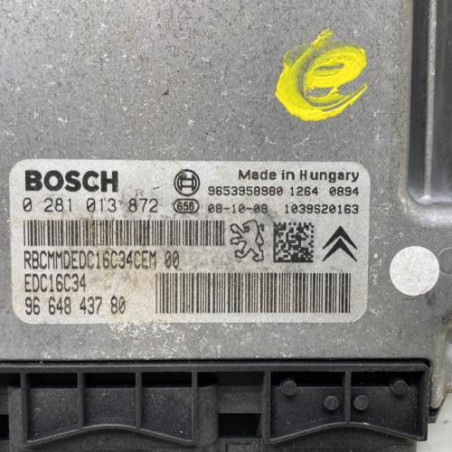 e
BOSCH
Made in Hungary
9653958980 1264 0894
0 281 013 872
656 08-10-08 1039S20163
RBCMMDEDC16C34CEM 00
EDC16C34
96 648 437 80